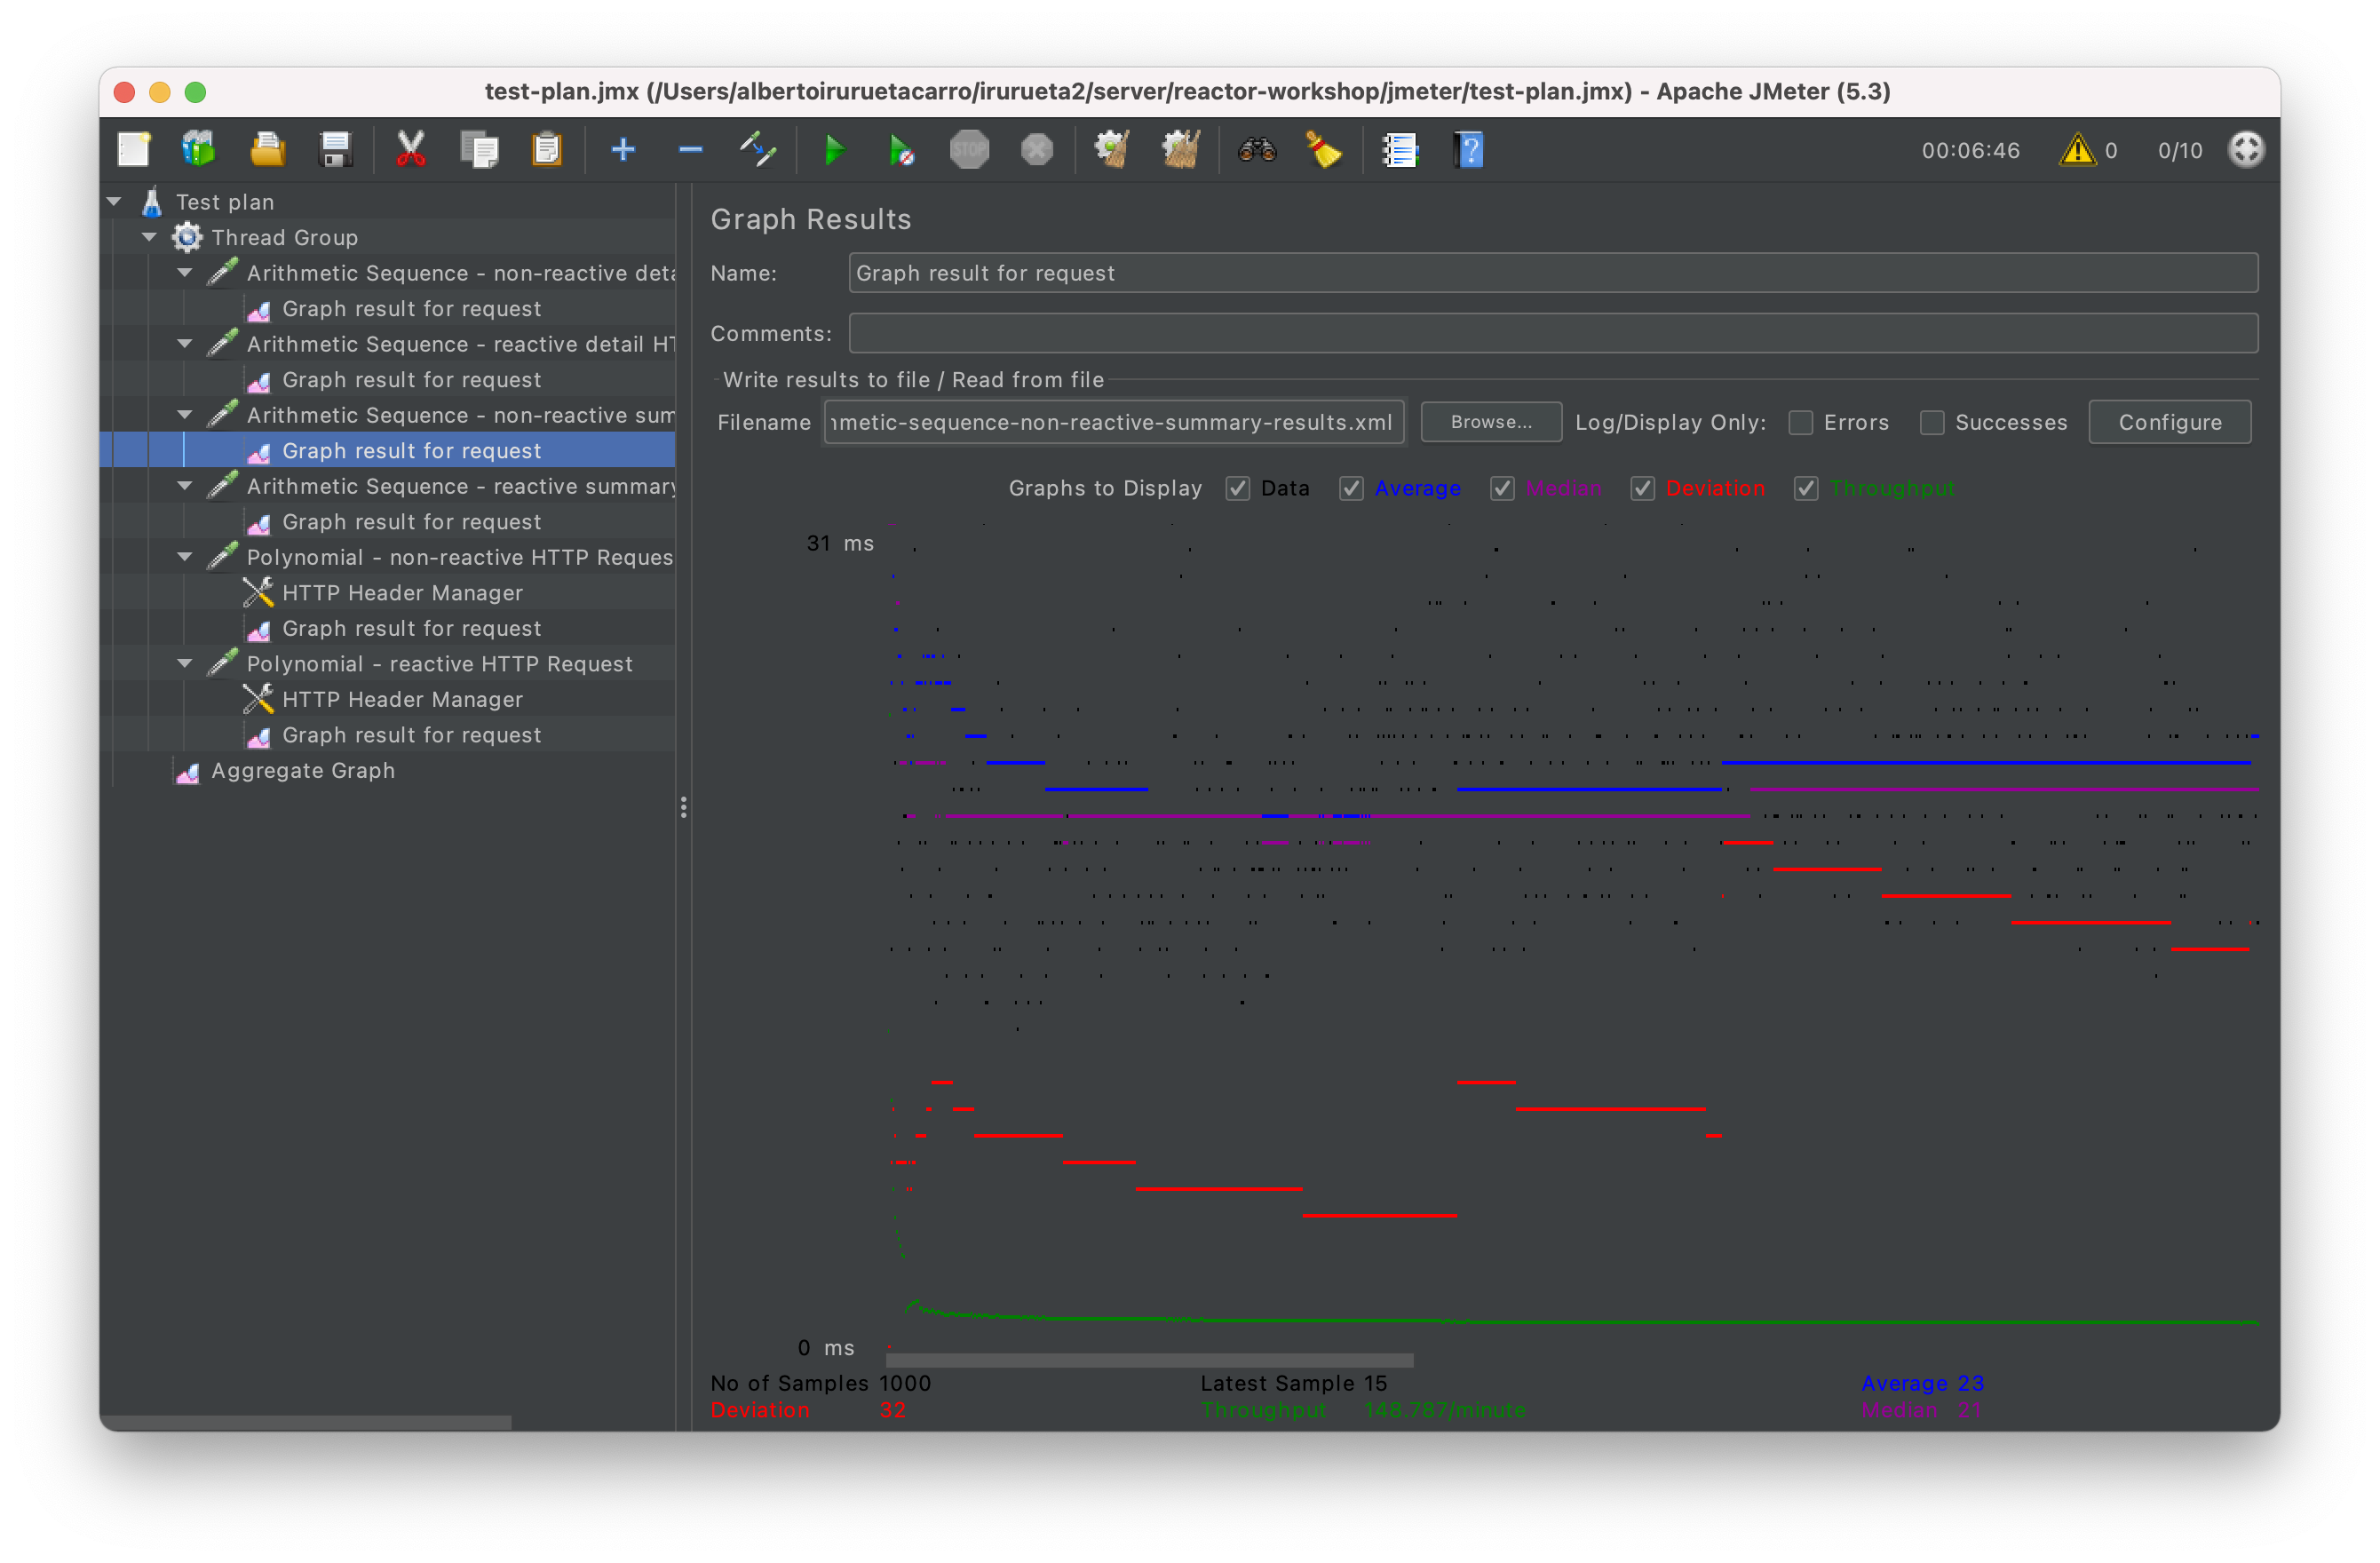 test-plan.jmx (/Users/albertoiruruetacarro/irurueta2/server/reactor-workshop/jmeter/test-plan.jmx) - Apache JMeter (5.3)
STOP
00:06:46 0 0/10
Test plan
Thread Group
Arithmetic Sequence - non-reactive deta
Graph result for request
Arithmetic Sequence - reactive detail HT
Graph result for request
Arithmetic Sequence - non-reactive sum
Graph result for request
Arithmetic Sequence - reactive summary
Graph result for request
Polynomial - non-reactive HTTP Reques
HTTP Header Manager
Graph result for request
Polynomial - reactive HTTP Request
HTTP Header Manager
Graph result for request
Aggregate Graph
Graph Results
Name: Graph result for request
Comments:
Write results to file / Read from file
Filename metic-sequence-non-reactive-summary-results.xml Browse... Log/Display Only: Errors Successes Configure
Graphs to Display Data Average Median Deviation Throughput
31 ms
0 ms
No of Samples 1000 Latest Sample 15 Average 23
Deviation 32 Throughput 148.787/minute Median 21